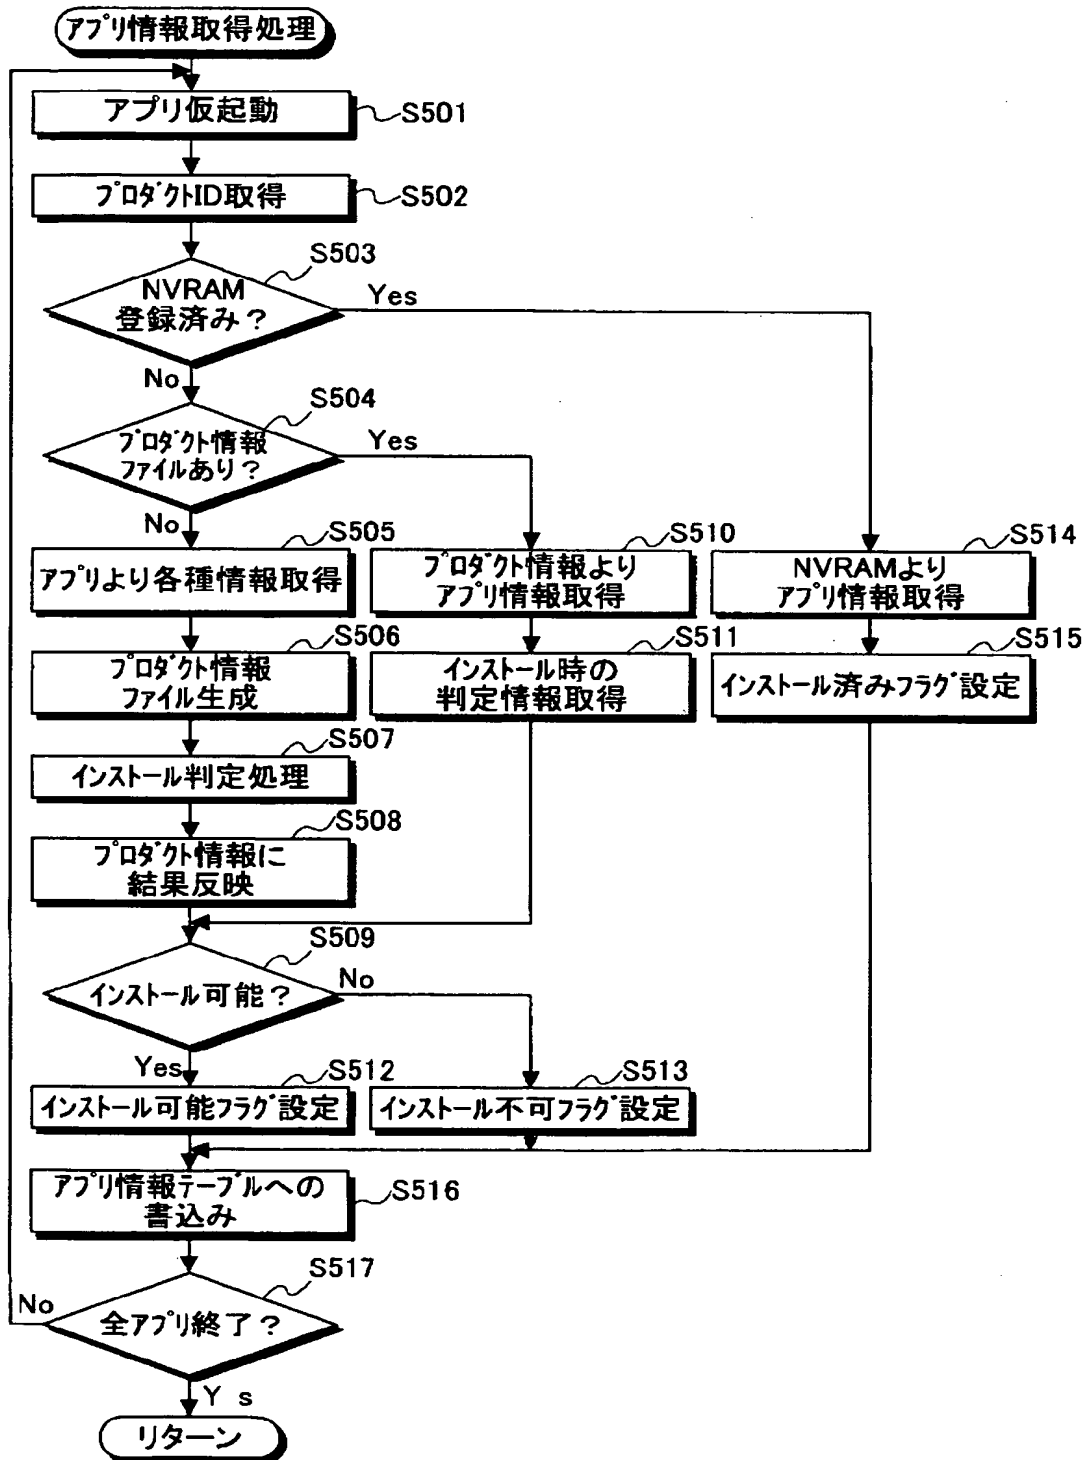 アプリ情報取得処理
アプリ仮起動
S501
プロダクトID取得
S502
S503
NVRAM
登録済み？
Yes
No
S504
プロダクト情報
ファイルあり？
Yes
No
S505
アプリより各種情報取得
S510
プロダクト情報より
アプリ情報取得
S514
NVRAMより
アプリ情報取得
S506
プロダクト情報
ファイル生成
S511
インストール時の
判定情報取得
S515
インストール済みフラグ設定
S507
インストール判定処理
S508
プロダクト情報に
結果反映
S509
インストール可能？
No
Yes
S512
インストール可能フラグ設定
S513
インストール不可フラグ設定
アプリ情報テーブルへの
書込み
S516
S517
全アプリ終了？
No
Y s
リターン